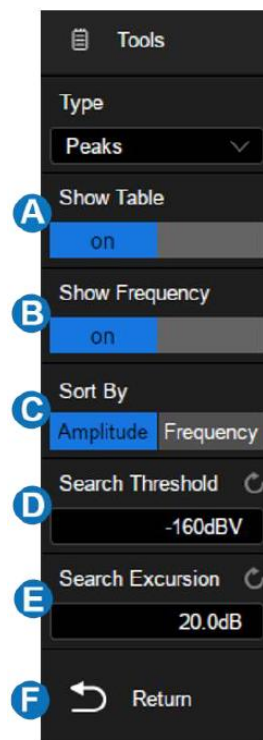 Tools
Type
Peaks
A
Show Table
on
B
Show Frequency
on
C
Sort By
Amplitude Frequency
D
Search Threshold
-160dBV
E
Search Excursion
20.0dB
F
Return